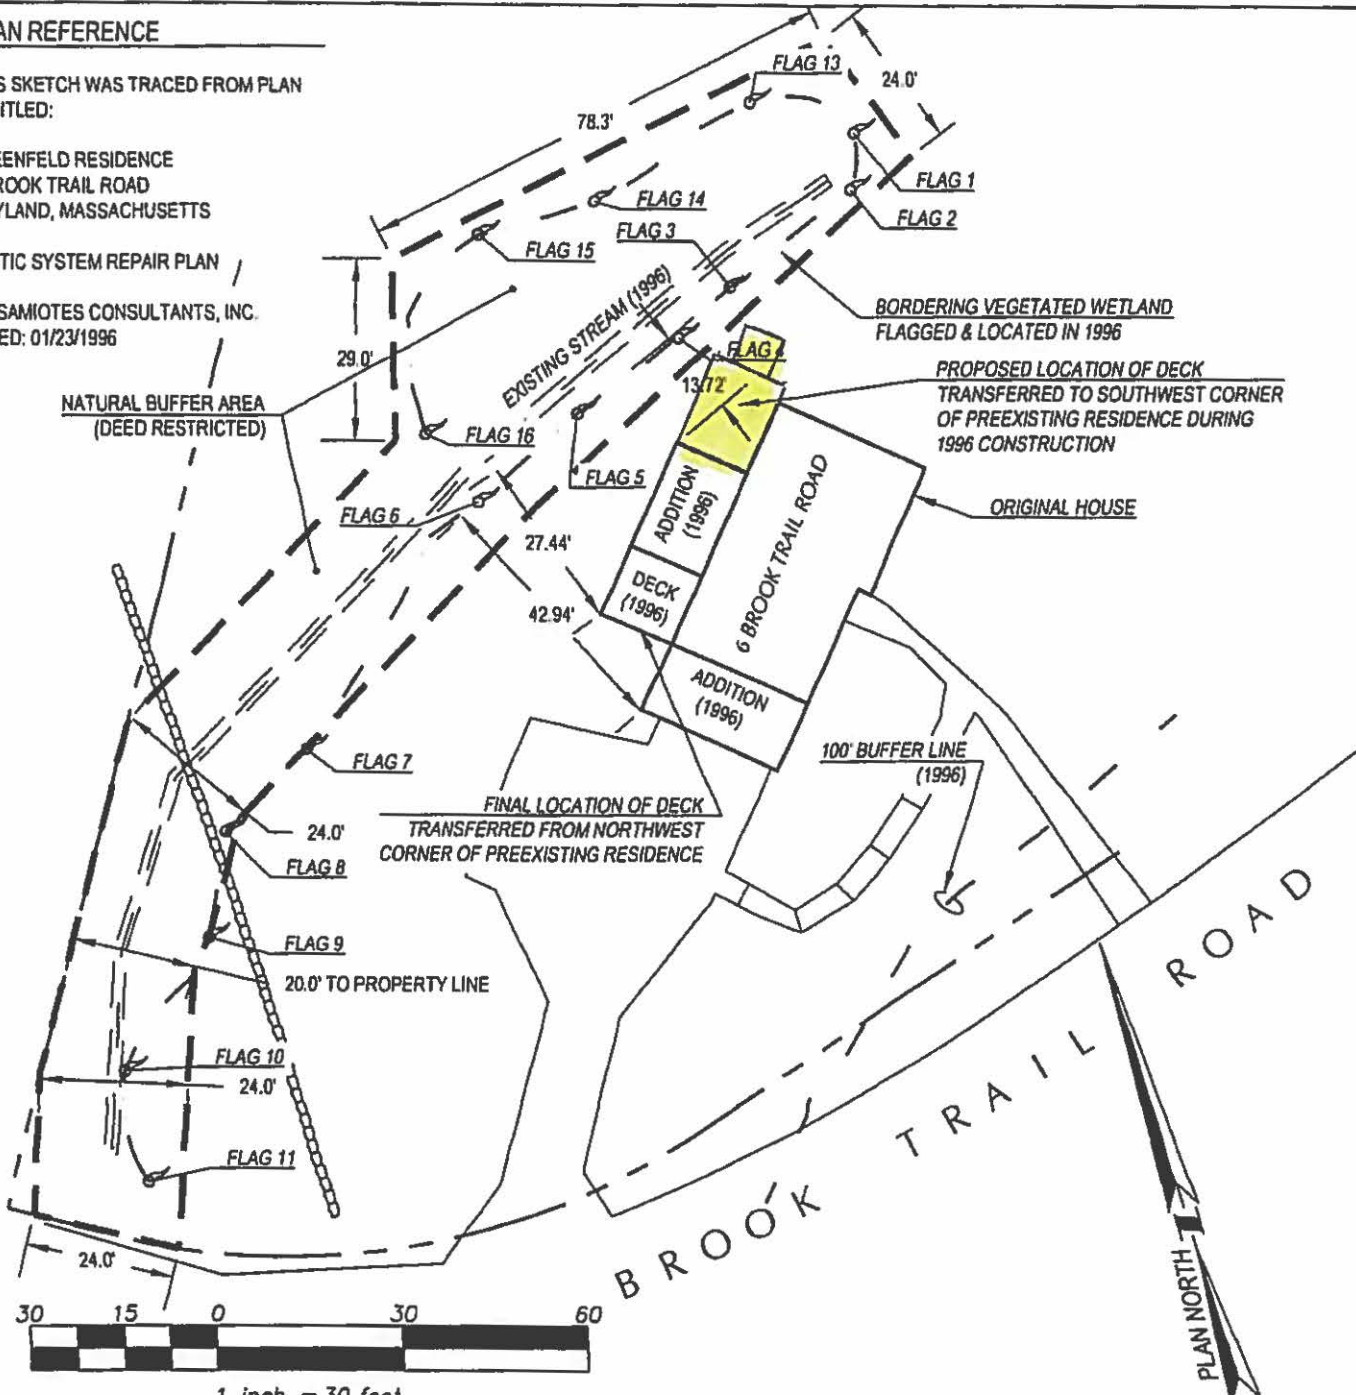 AN REFERENCE
S SKETCH WAS TRACED FROM PLAN
ITLED:
EENFELD RESIDENCE
ROOK TRAIL ROAD
YLAND, MASSACHUSETTS
TIC SYSTEM REPAIR PLAN
SAMIOTES CONSULTANTS, INC.
ED: 01/23/1996
FLAG 13
24.0'
78.3'
FLAG 1
FLAG 2
FLAG 14
FLAG 3
FLAG 15
EXISTING STREAM (1996)
BORDERING VEGETATED WETLAND
FLAGGED & LOCATED IN 1996
29.0'
FLAG
13.72'
PROPOSED LOCATION OF DECK
TRANSFERRED TO SOUTHWEST CORNER
OF PREEXISTING RESIDENCE DURING
1996 CONSTRUCTION
NATURAL BUFFER AREA
(DEED RESTRICTED)
FLAG 16
FLAG 5
ADDITION
(1996)
ORIGINAL HOUSE
FLAG 6
27.44'
DECK
(1996)
6 BROOK TRAIL ROAD
42.94'
ADDITION
(1996)
FLAG 7
100' BUFFER LINE
(1996)
FINAL LOCATION OF DECK
TRANSFERRED FROM NORTHWEST
CORNER OF PREEXISTING RESIDENCE
24.0'
FLAG 8
FLAG 9
20.0' TO PROPERTY LINE
FLAG 10
24.0'
FLAG 11
24.0'
BROOK TRAIL ROAD
PLAN NORTH
30 15 0 30 60
1 inch = 30 feet